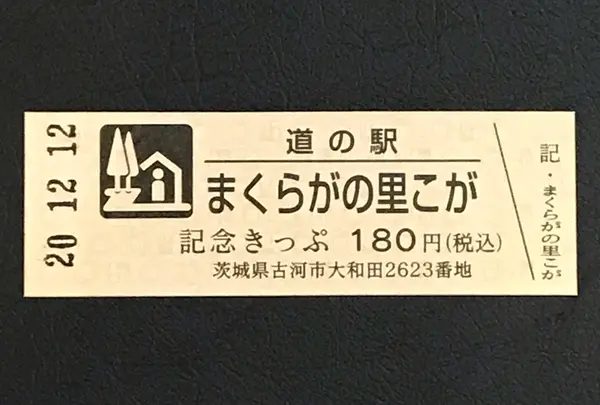 20 12 12
道の駅
まくらがの里こが
記念きっぷ 180円(税込)
茨城県古河市大和田2623番地
記・まくらがの里こが